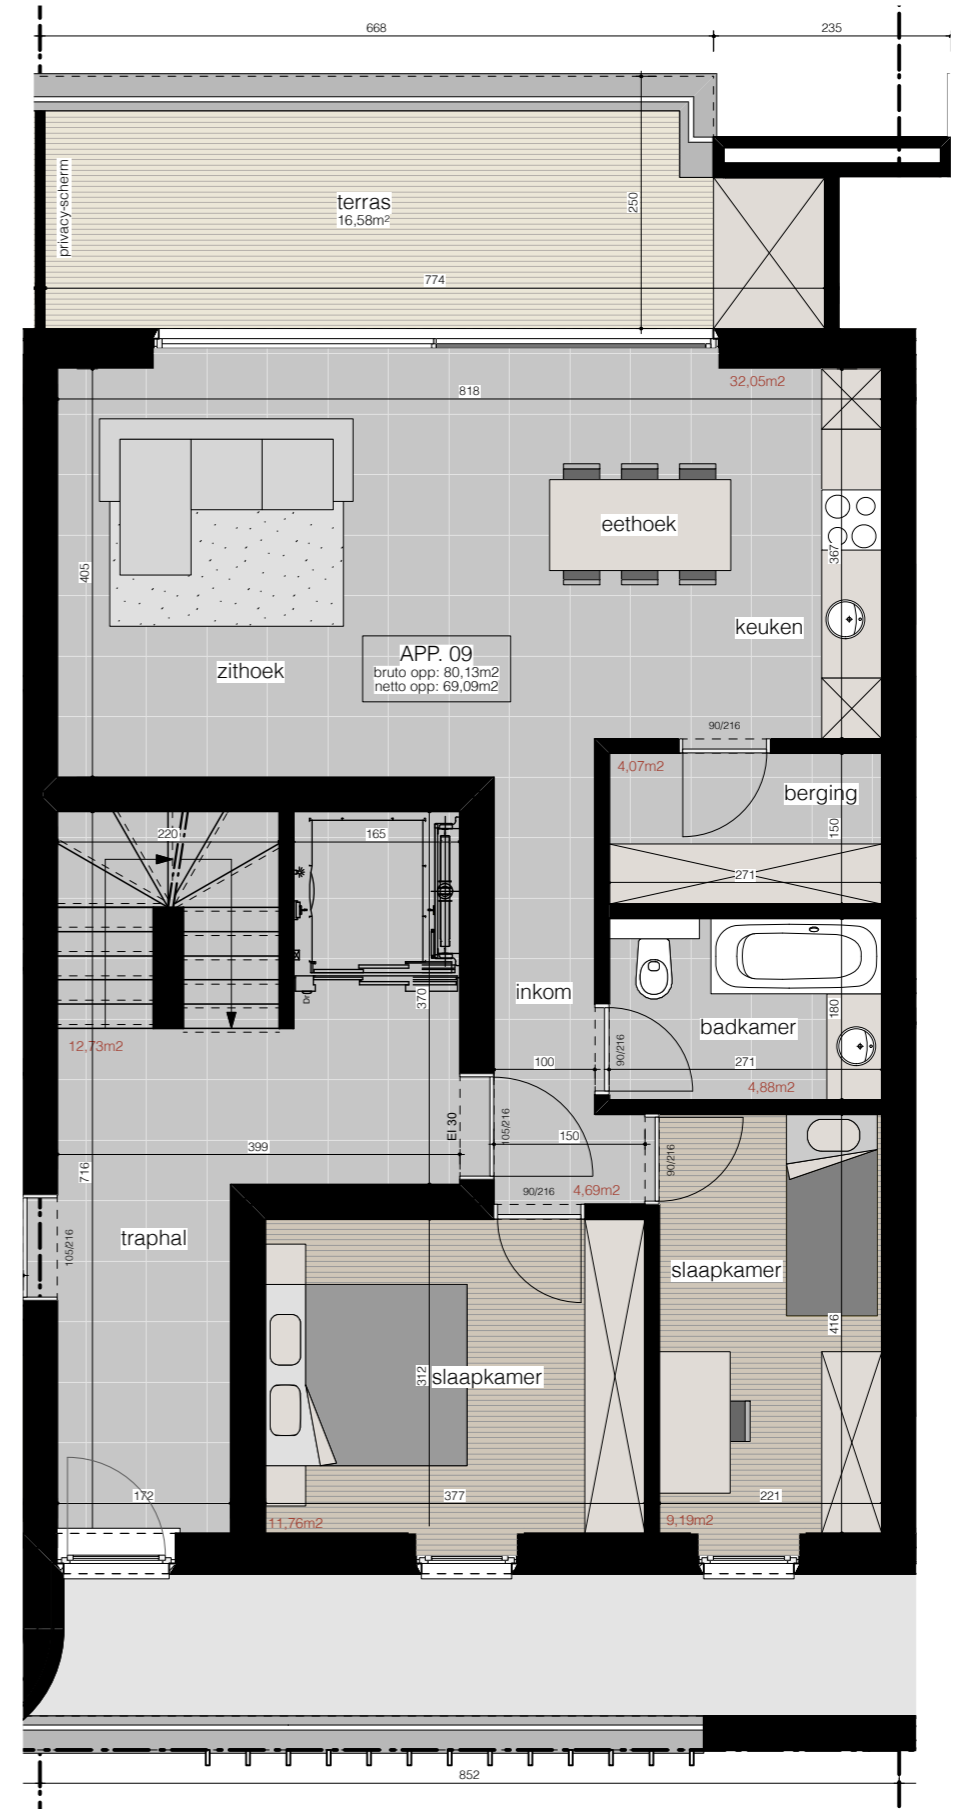 668
235
privacy-scherm
terras
16,58m²
250
774
32,05m2
818
eethoek
405
367
keuken
zithoek
APP. 09
bruto opp: 80,13m2
netto opp: 69,09m2
90/216
4,07m2
berging
150
220
165
271
370
inkom
180
badkamer
12,73m2
90/216
100
271
4,88m2
EI 30
105/216
150
399
90/216
716
90/216
4,69m2
105/216
traphal
slaapkamer
416
312
slaapkamer
172
377
221
11,76m2
9,19m2
852